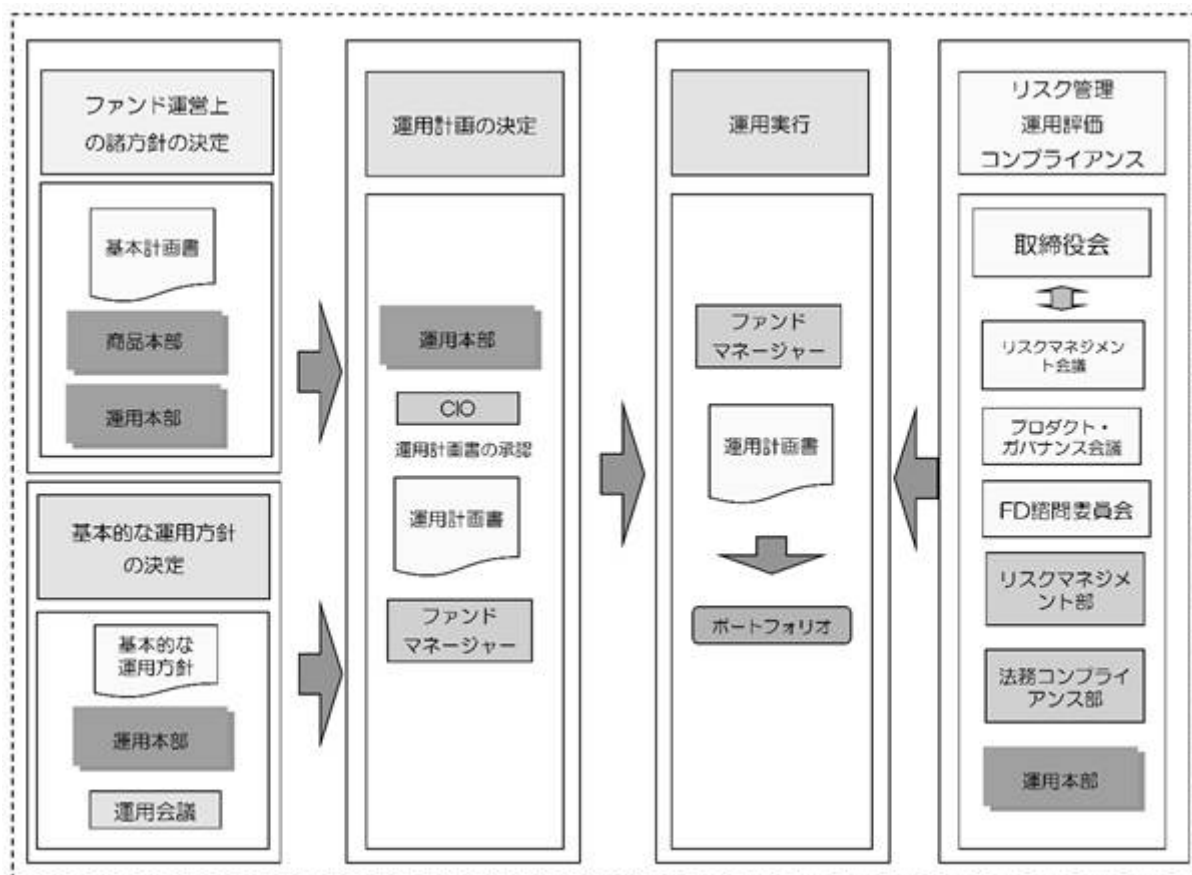 ファンド運営上
の諸方針の決定
基本計画書
商品本部
運用本部
基本的な運用方針
の決定
基本的な
運用方針
運用本部
運用会議
運用計画の決定
運用本部
CIO
運用計画書の承認
運用計画書
ファンド
マネージャー
運用実行
ファンド
マネージャー
運用計画書
ポートフォリオ
リスク管理
運用評価
コンプライアンス
取締役会
リスクマネジメン
ト会議
プロダクト・
ガバナンス会議
FD諮問委員会
リスクマネジメ
ント部
法務コンプライ
アンス部
運用本部